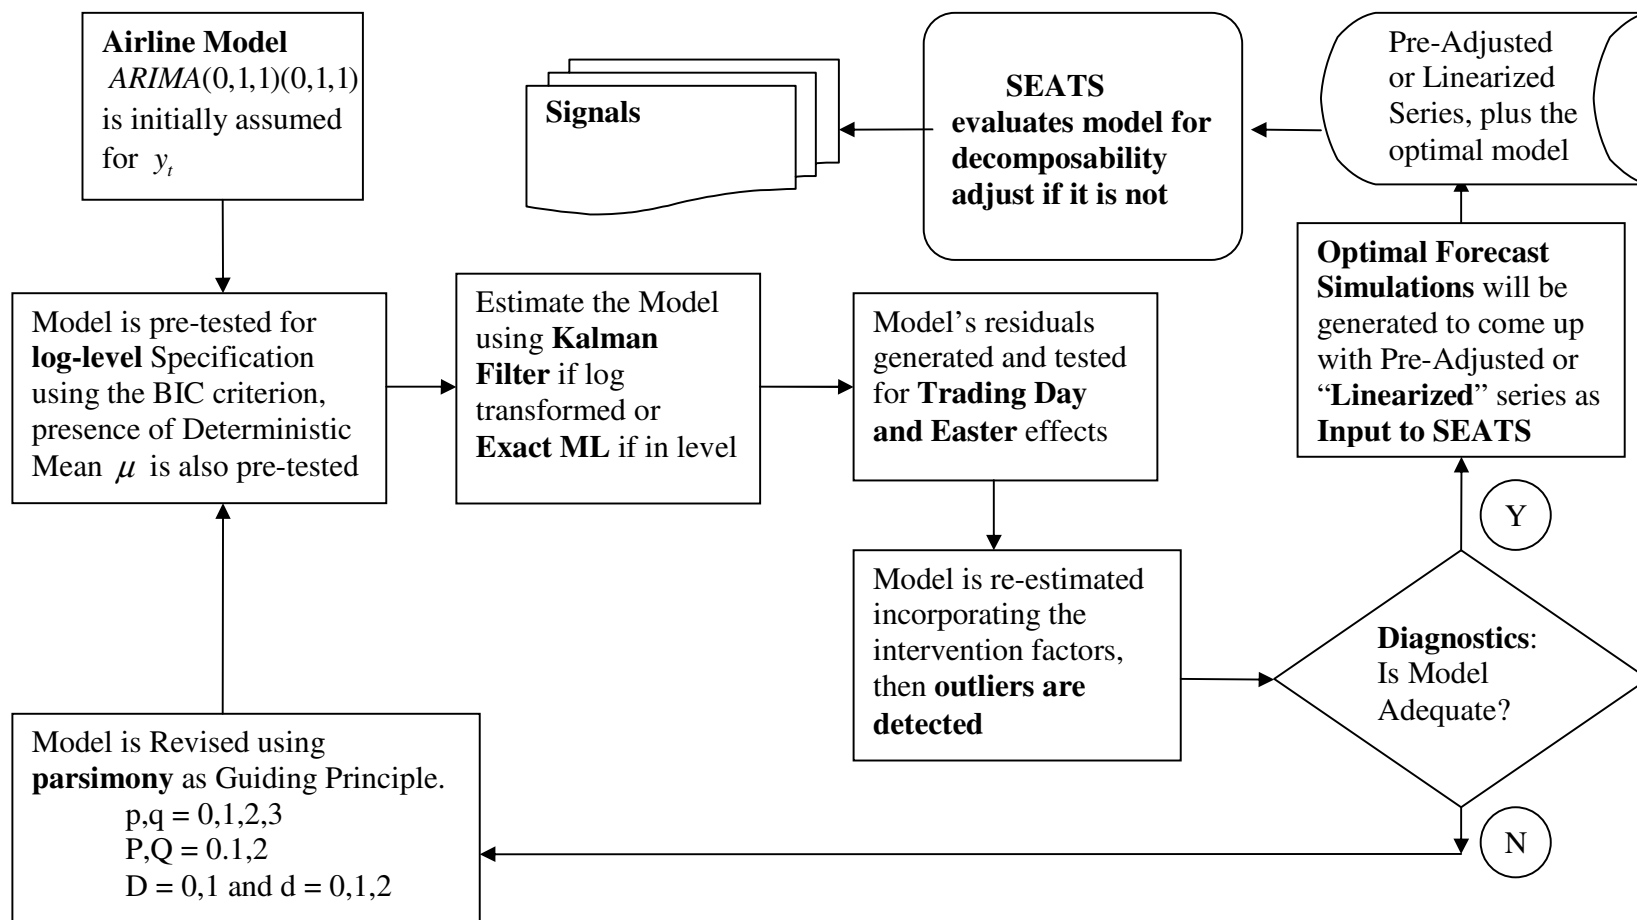 Airline Model
ARIMA(0,1,1)(0,1,1)
is initially assumed
for y_t
Signals
SEATS
evaluates model for
decomposability
adjust if it is not
Pre-Adjusted
or Linearized
Series, plus the
optimal model
Model is pre-tested for
log-level Specification
using the BIC criterion,
presence of Deterministic
Mean μ is also pre-tested
Estimate the Model
using Kalman
Filter if log
transformed or
Exact ML if in level
Model’s residuals
generated and tested
for Trading Day
and Easter effects
Optimal Forecast
Simulations will be
generated to come up
with Pre-Adjusted or
“Linearized” series as
Input to SEATS
Y
Model is re-estimated
incorporating the
intervention factors,
then outliers are
detected
Diagnostics:
Is Model
Adequate?
N
Model is Revised using
parsimony as Guiding Principle.
p,q = 0,1,2,3
P,Q = 0.1,2
D = 0,1 and d = 0,1,2